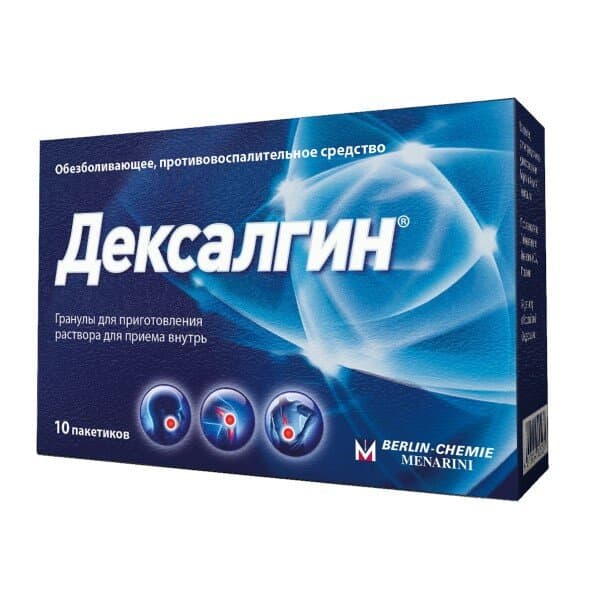 Обезболивающее, противовоспалительное средство
Дексалгин®
Гранулы для приготовления
раствора для приема внутрь
10 пакетиков
BERLIN-CHEMIE
MENARINI